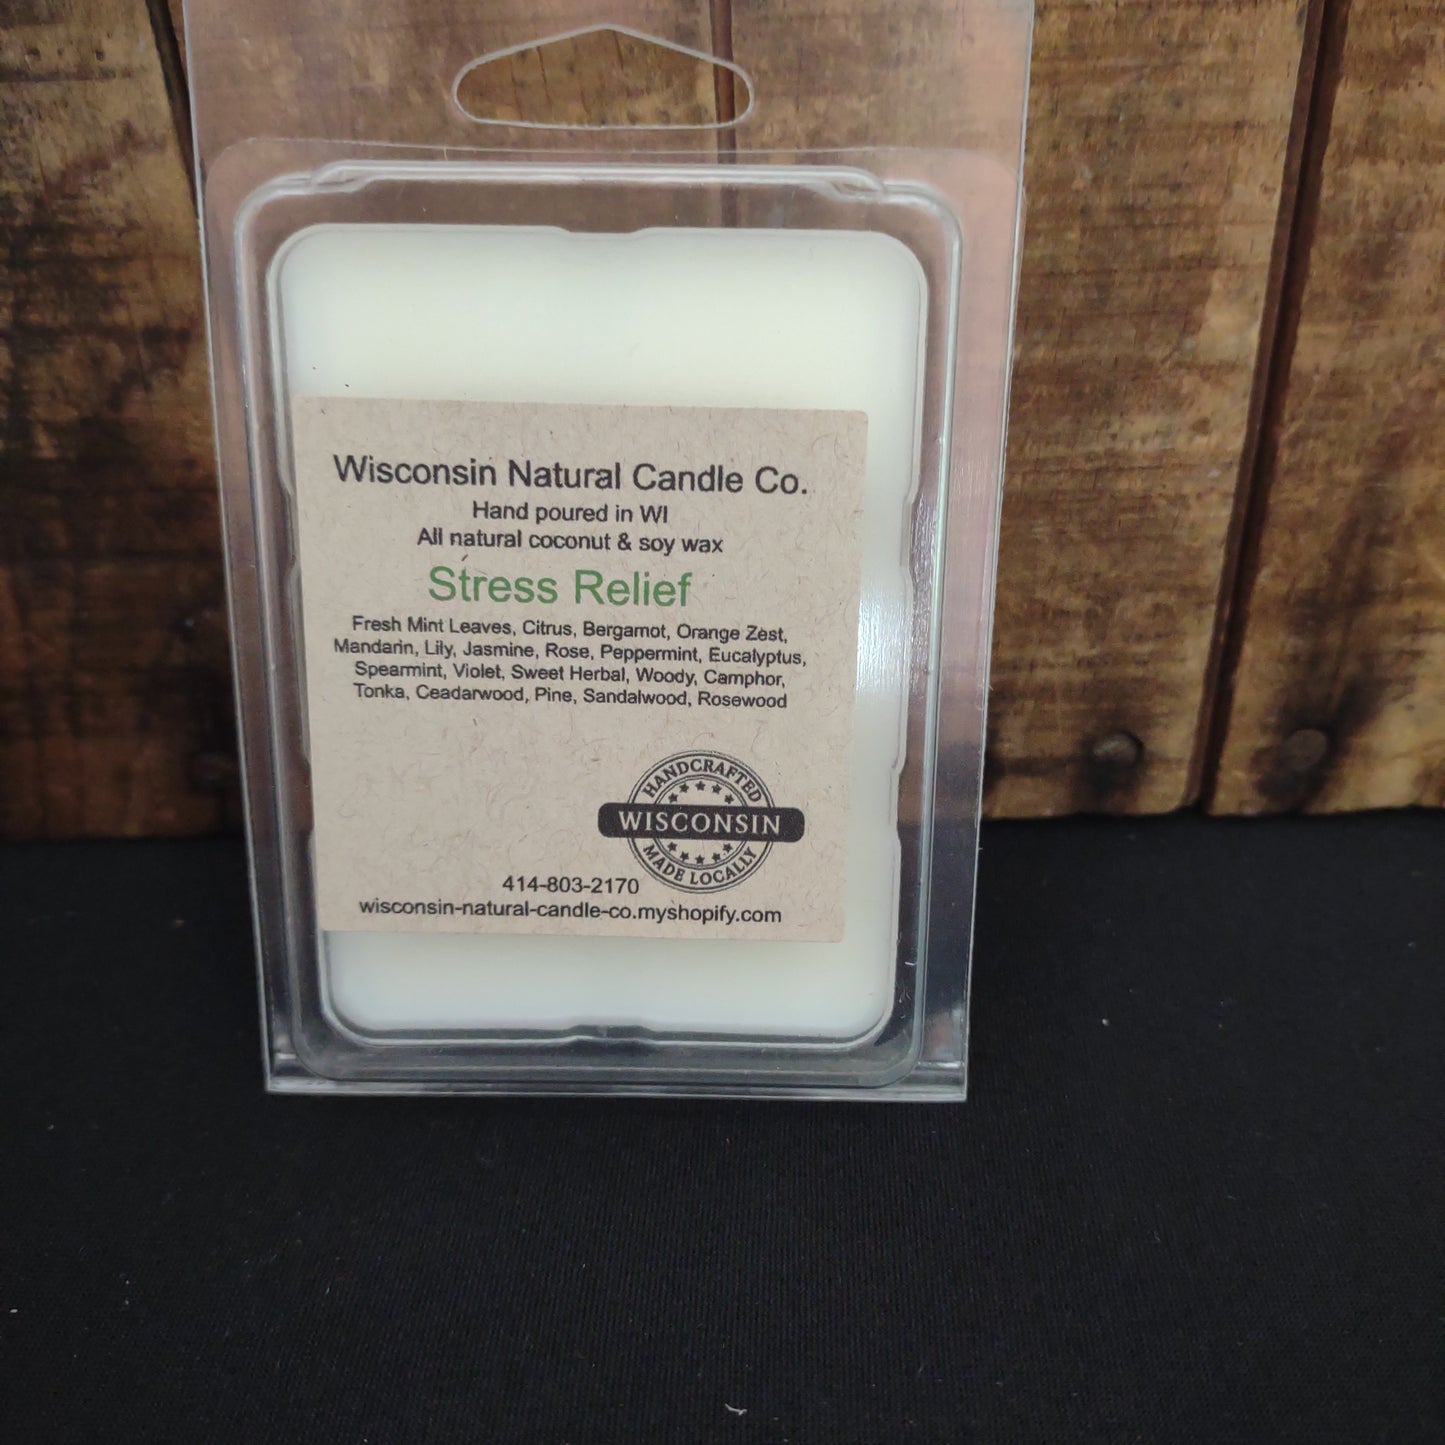 Wisconsin Natural Candle Co.
Hand poured in WI
All natural coconut & soy wax
Stress Relief
Fresh Mint Leaves, Citrus, Bergamot, Orange Zest,
Mandarin, Lily, Jasmine, Rose, Peppermint, Eucalyptus,
Spearmint, Violet, Sweet Herbal, Woody, Camphor,
Tonka, Ceadarwood, Pine, Sandalwood, Rosewood
HANDCRAFTED
WISCONSIN
MADE LOCALLY
414-803-2170
wisconsin-natural-candle-co.myshopify.com